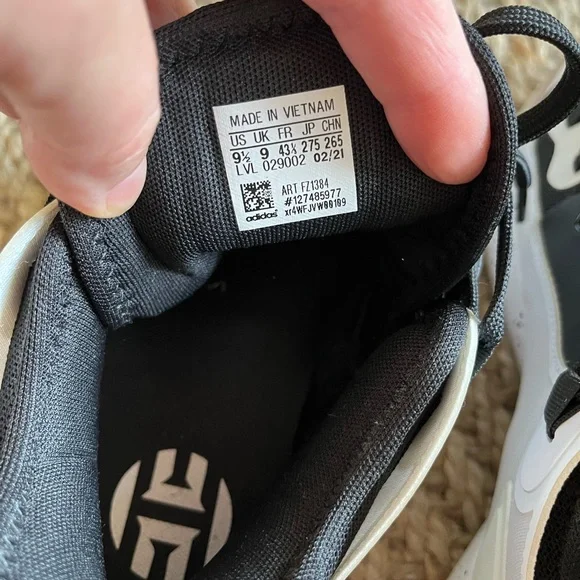 MADE IN VIETNAM
US UK FR JP CHN
9½ 9 43⅓ 275 265
LVL 029002 02/21
ART FZ1384
#127485977
xr4WFJVW00109
adidas